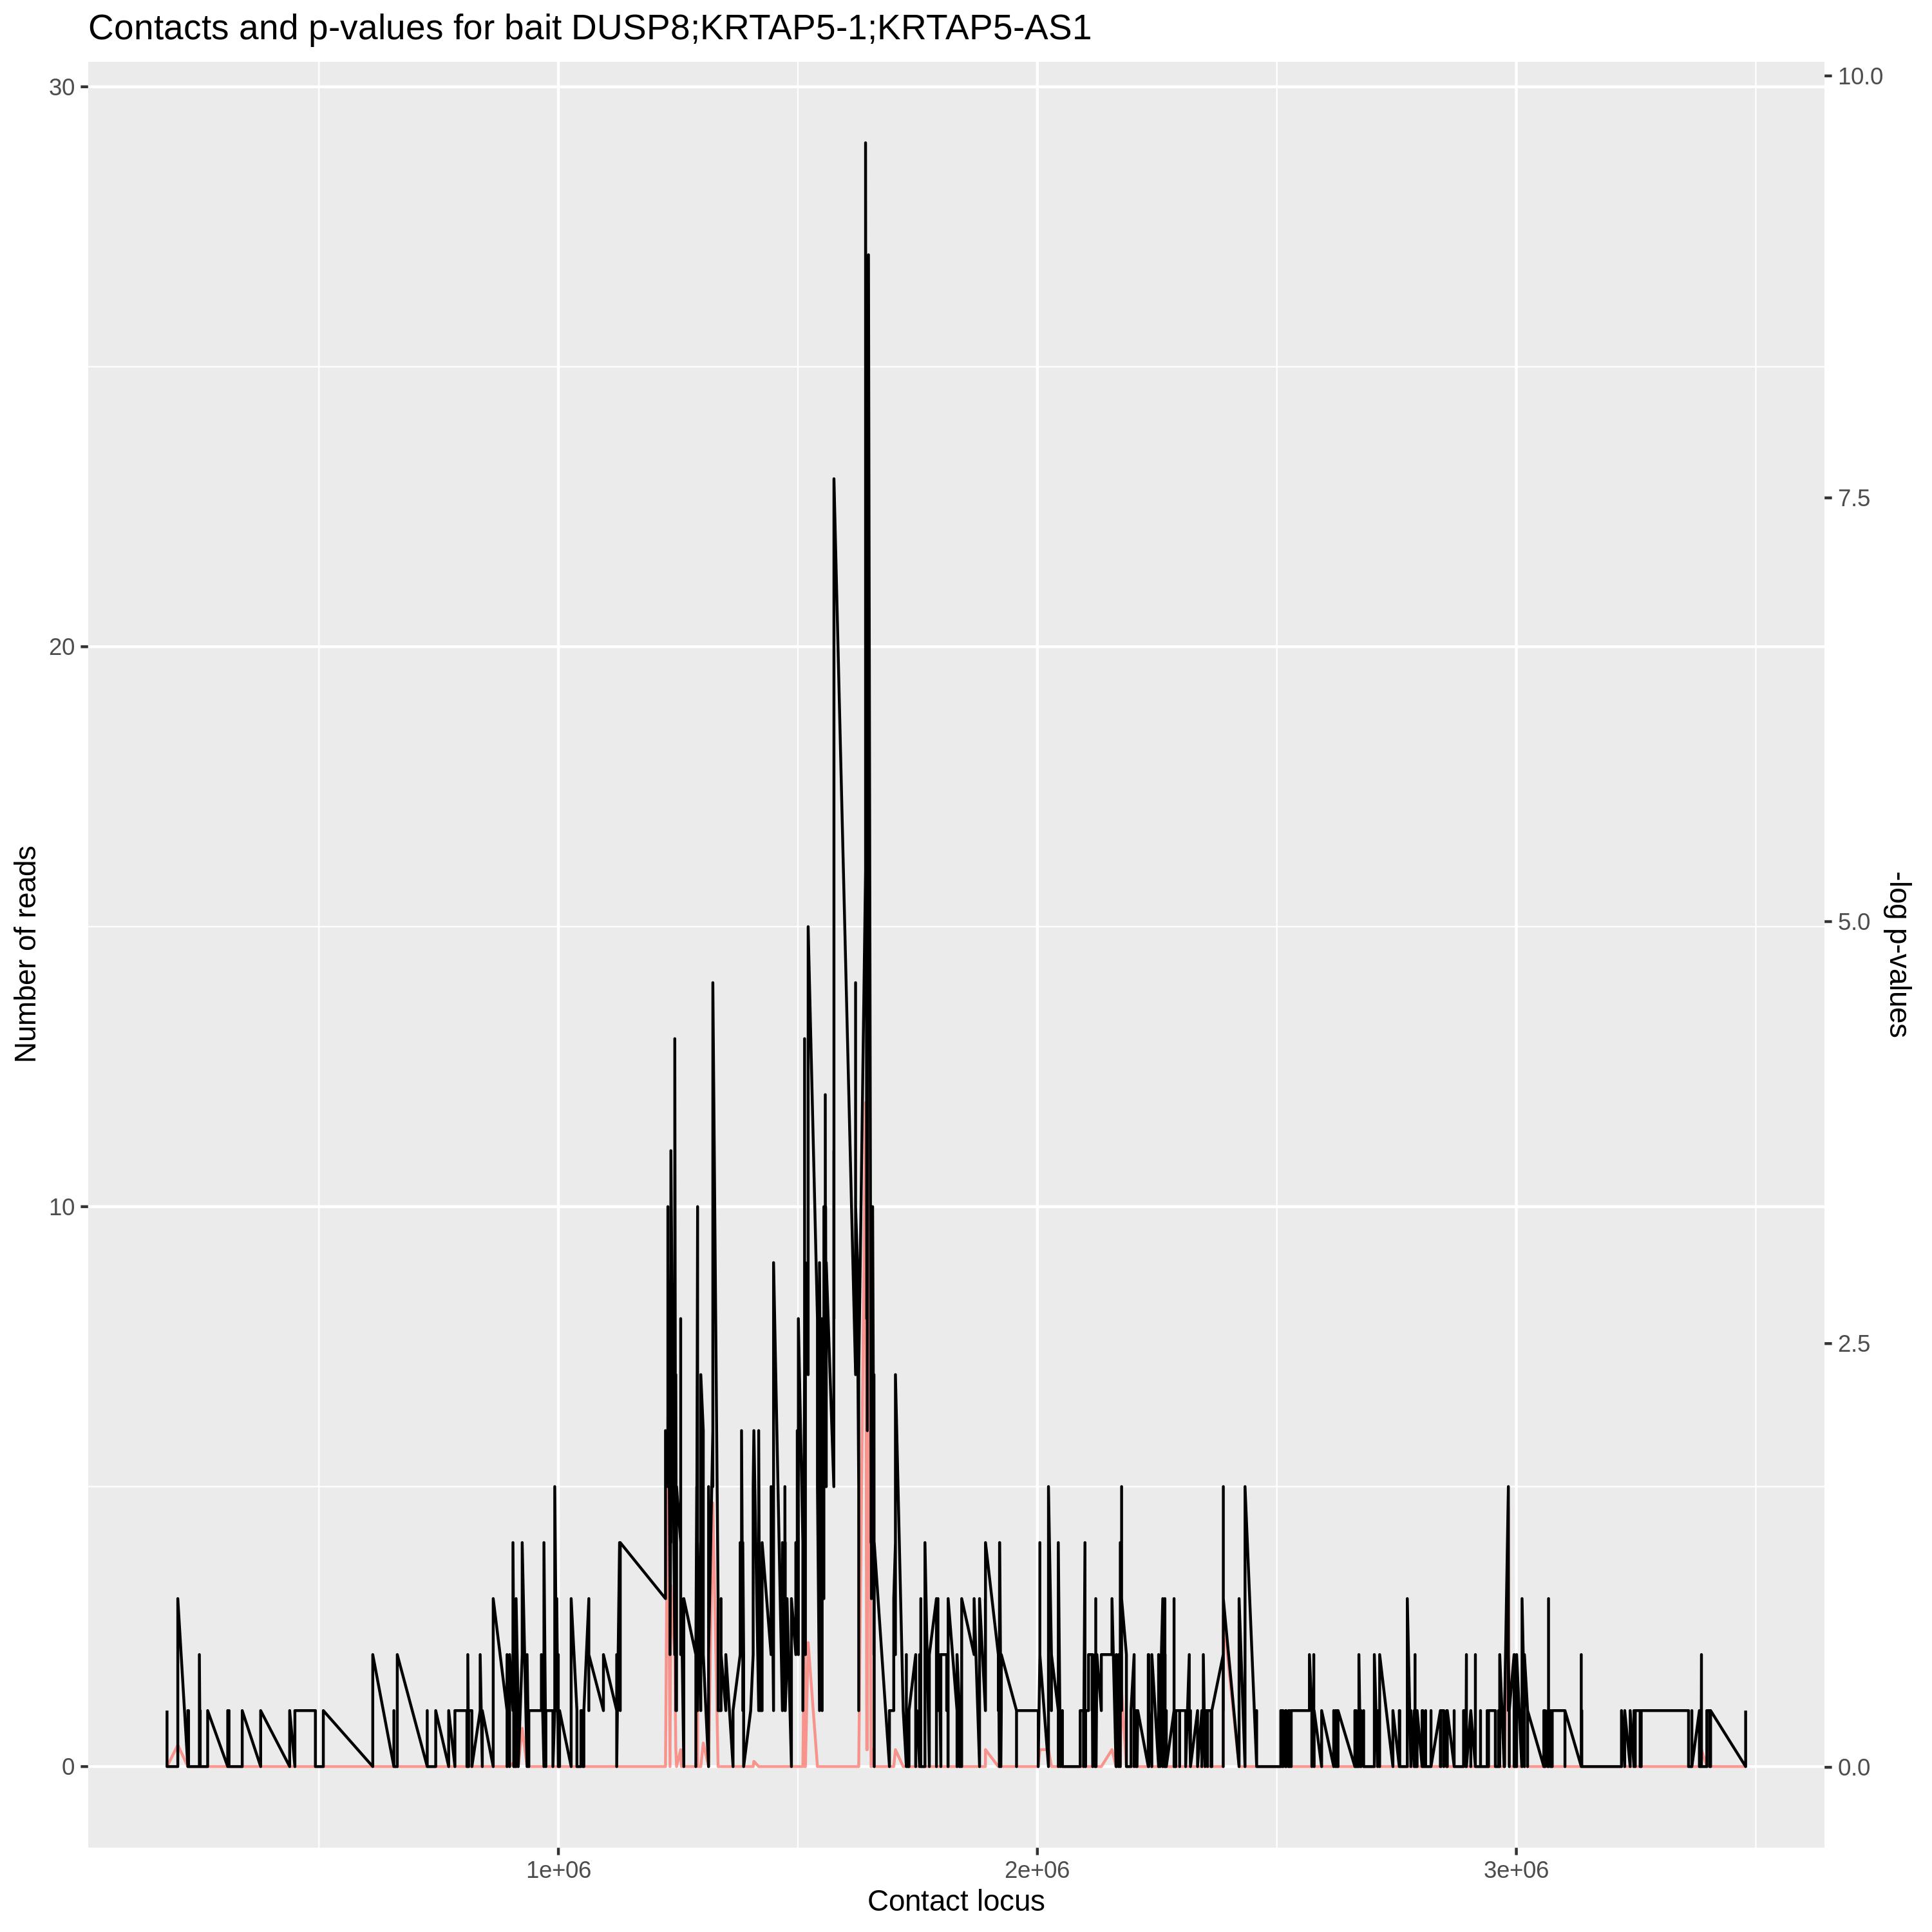 Contacts and p-values for bait DUSP8;KRTAP5-1;KRTAP5-AS1
30
20
10
0
Number of reads
10.0
7.5
5.0
2.5
0.0
-log p-values
1e+06
2e+06
3e+06
Contact locus